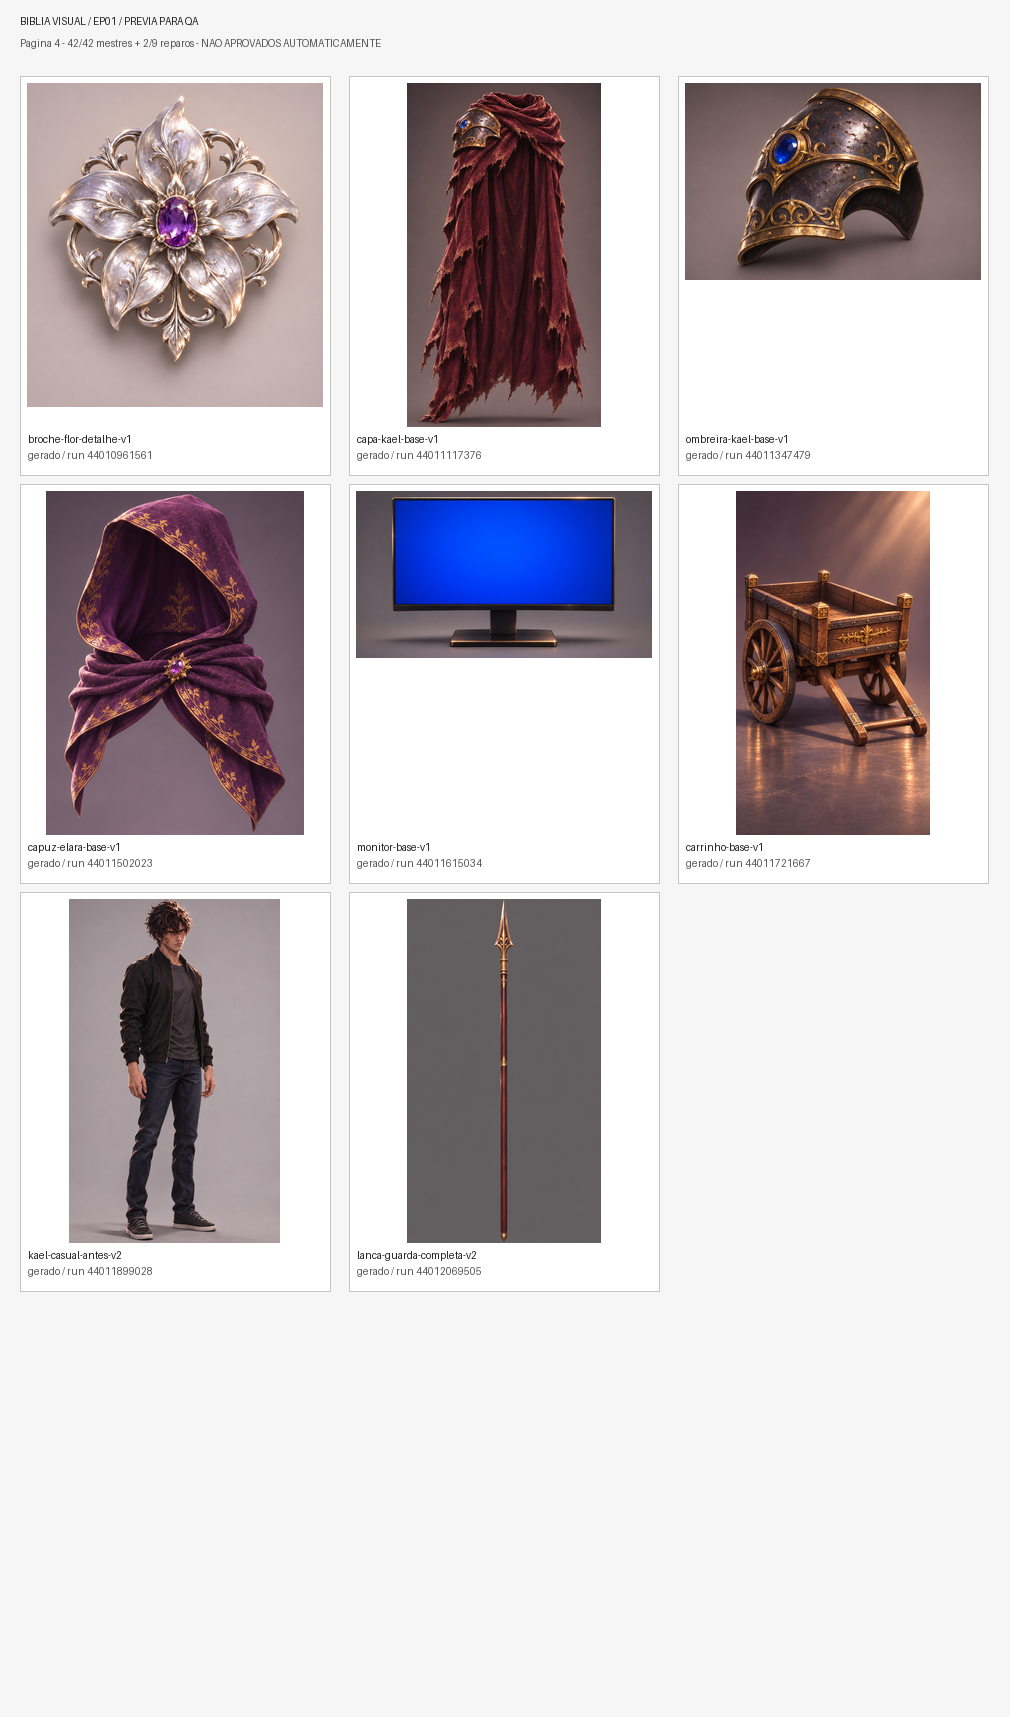 BIBLIA VISUAL / EP01 / PREVIA PARA QA
Pagina 4 - 42/42 mestres + 2/9 reparos - NAO APROVADOS AUTOMATICAMENTE
broche-flor-detalhe-v1
gerado / run 44010961561
capa-kael-base-v1
gerado / run 44011117376
ombreira-kael-base-v1
gerado / run 44011347479
capuz-elara-base-v1
gerado / run 44011502023
monitor-base-v1
gerado / run 44011615034
carrinho-base-v1
gerado / run 44011721667
kael-casual-antes-v2
gerado / run 44011899028
lanca-guarda-completa-v2
gerado / run 44012069505